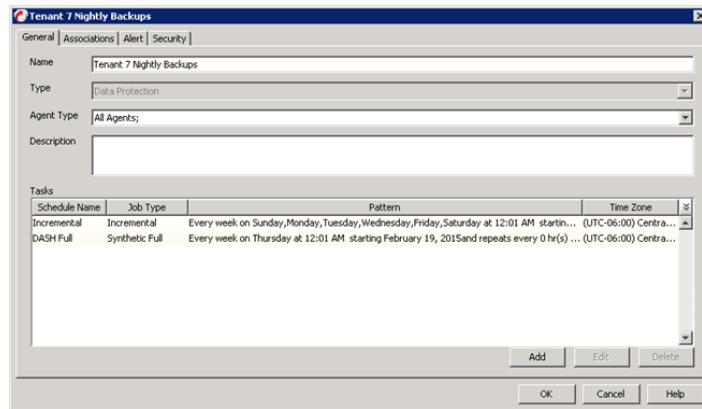 Tenant 7 Nightly Backups
General Associations Alert Security
Name Tenant 7 Nightly Backups
Type Data Protection
Agent Type All Agents;
Description
Tasks
Schedule Name Job Type Pattern Time Zone
Incremental Incremental Every week on Sunday,Monday,Tuesday,Wednesday,Friday,Saturday at 12:01 AM startin... (UTC-06:00) Centra...
DASH Full Synthetic Full Every week on Thursday at 12:01 AM starting February 19, 2015and repeats every 0 hr(s) ... (UTC-06:00) Centra...
Add Edit Delete
OK Cancel Help